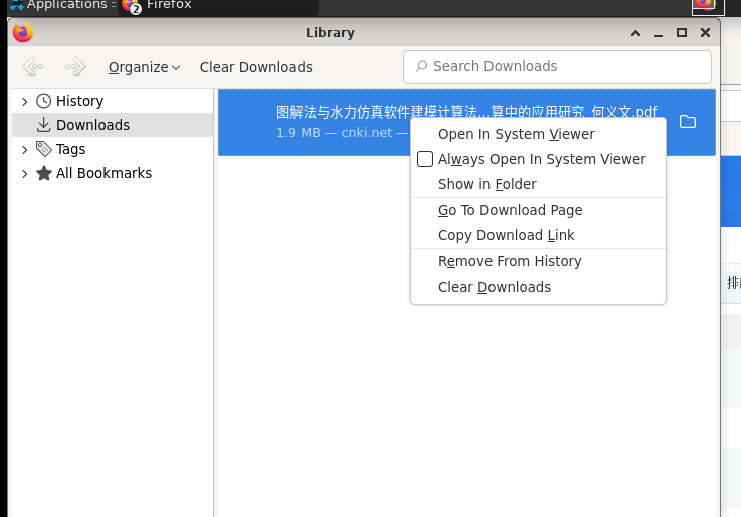 Applications
2
Firefox
Library
Organize
Clear Downloads
Search Downloads
History
Downloads
Tags
All Bookmarks
图解法与水力仿真软件建模计算法...算中的应用研究_何义文.pdf
1.9 MB — cnki.net —
Open In System Viewer
Always Open In System Viewer
Show in Folder
Go To Download Page
Copy Download Link
Remove From History
Clear Downloads